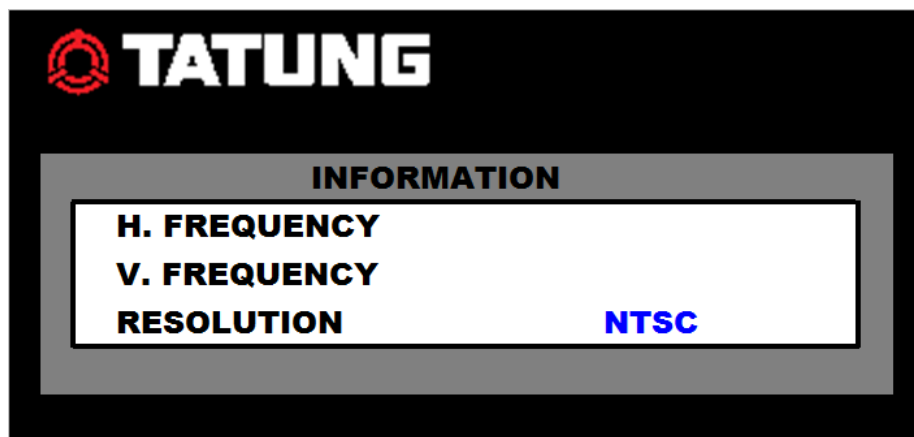 TATUNG
INFORMATION
H. FREQUENCY
V. FREQUENCY
RESOLUTION NTSC